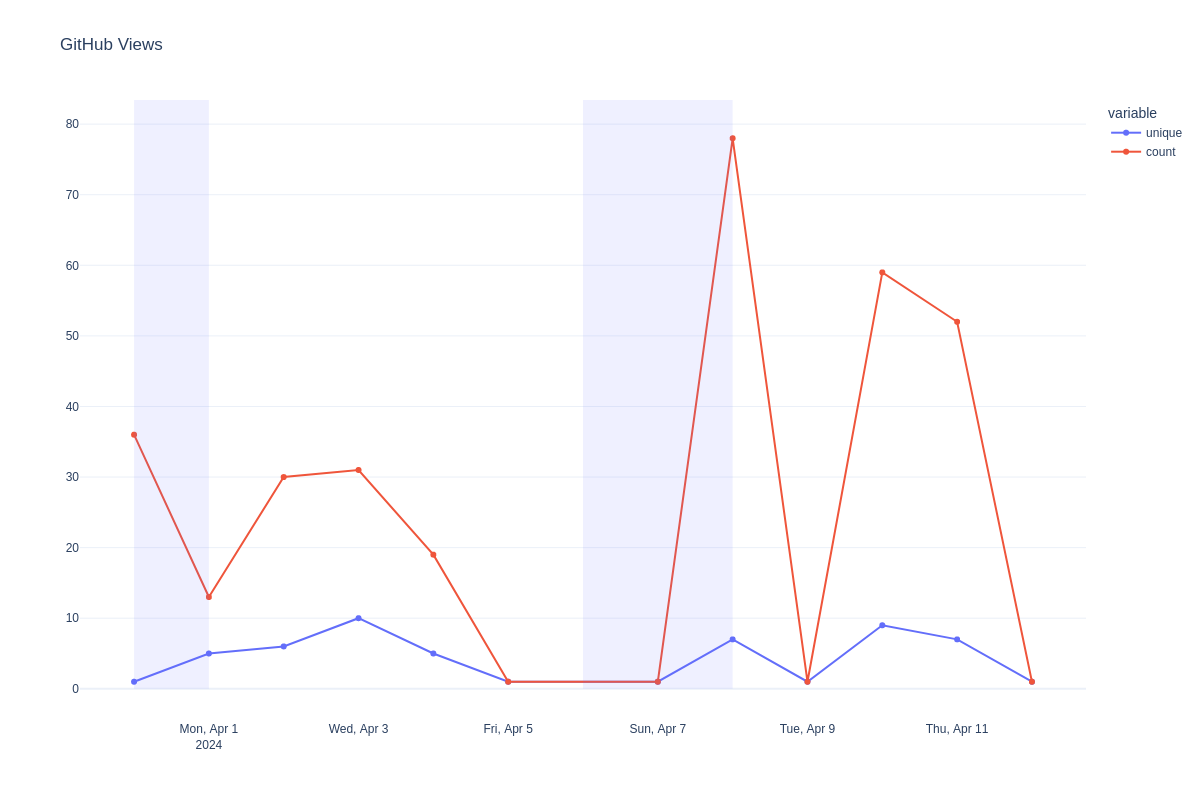 GitHub Views
variable
unique
count
80
70
60
50
40
30
20
10
0
Mon, Apr 1
2024
Wed, Apr 3
Fri, Apr 5
Sun, Apr 7
Tue, Apr 9
Thu, Apr 11